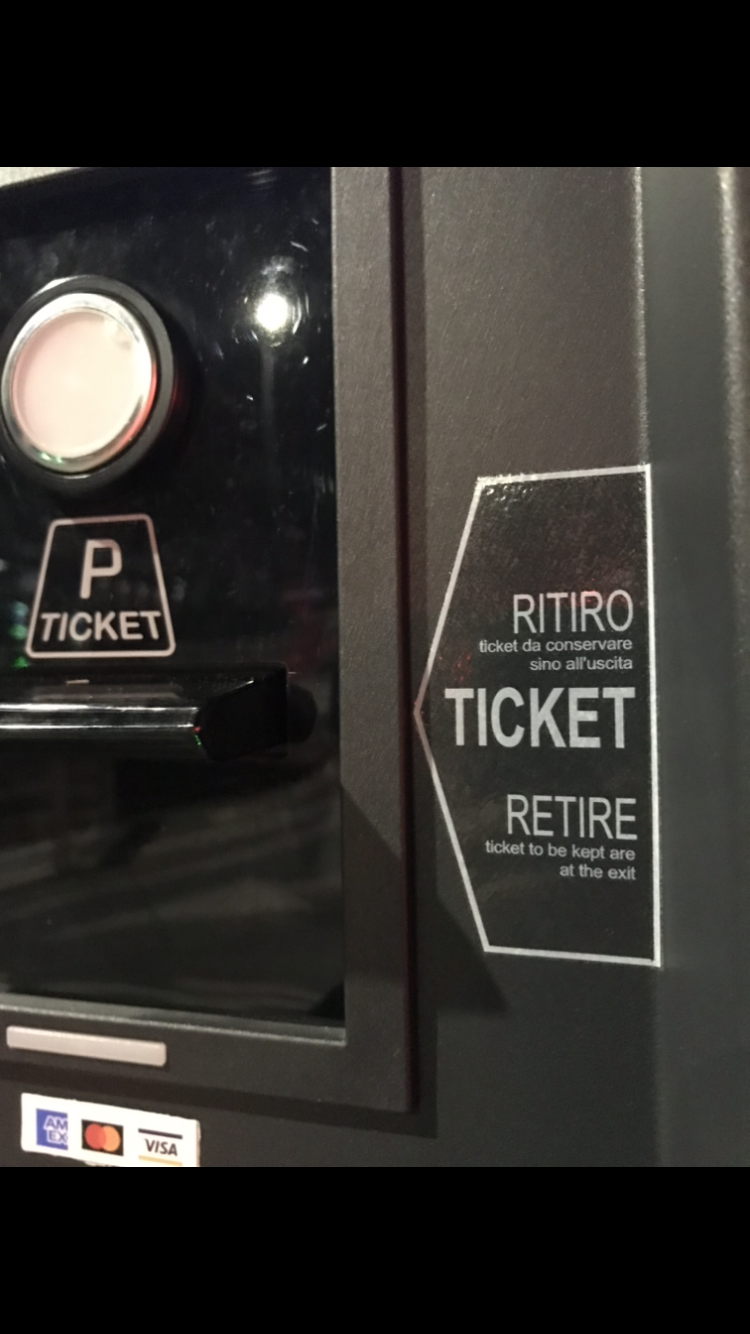 P
TICKET
RITIRO
ticket da conservare
sino all'uscita
TICKET
RETIRE
ticket to be kept are
at the exit
AM
EX
VISA